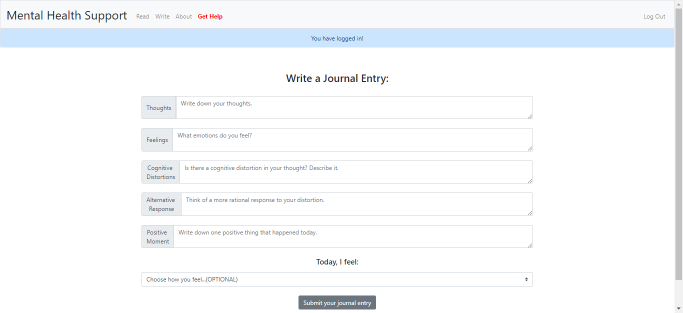 Mental Health Support Read Write About Get Help Log Out
You have logged in!
Write a Journal Entry:
Thoughts Write down your thoughts.
Feelings What emotions do you feel?
Cognitive
Distortions Is there a cognitive distortion in your thought? Describe it.
Alternative
Response Think of a more rational response to your distortion.
Positive
Moment Write down one positive thing that happened today.
Today, I feel:
Choose how you feel...(OPTIONAL)
Submit your journal entry